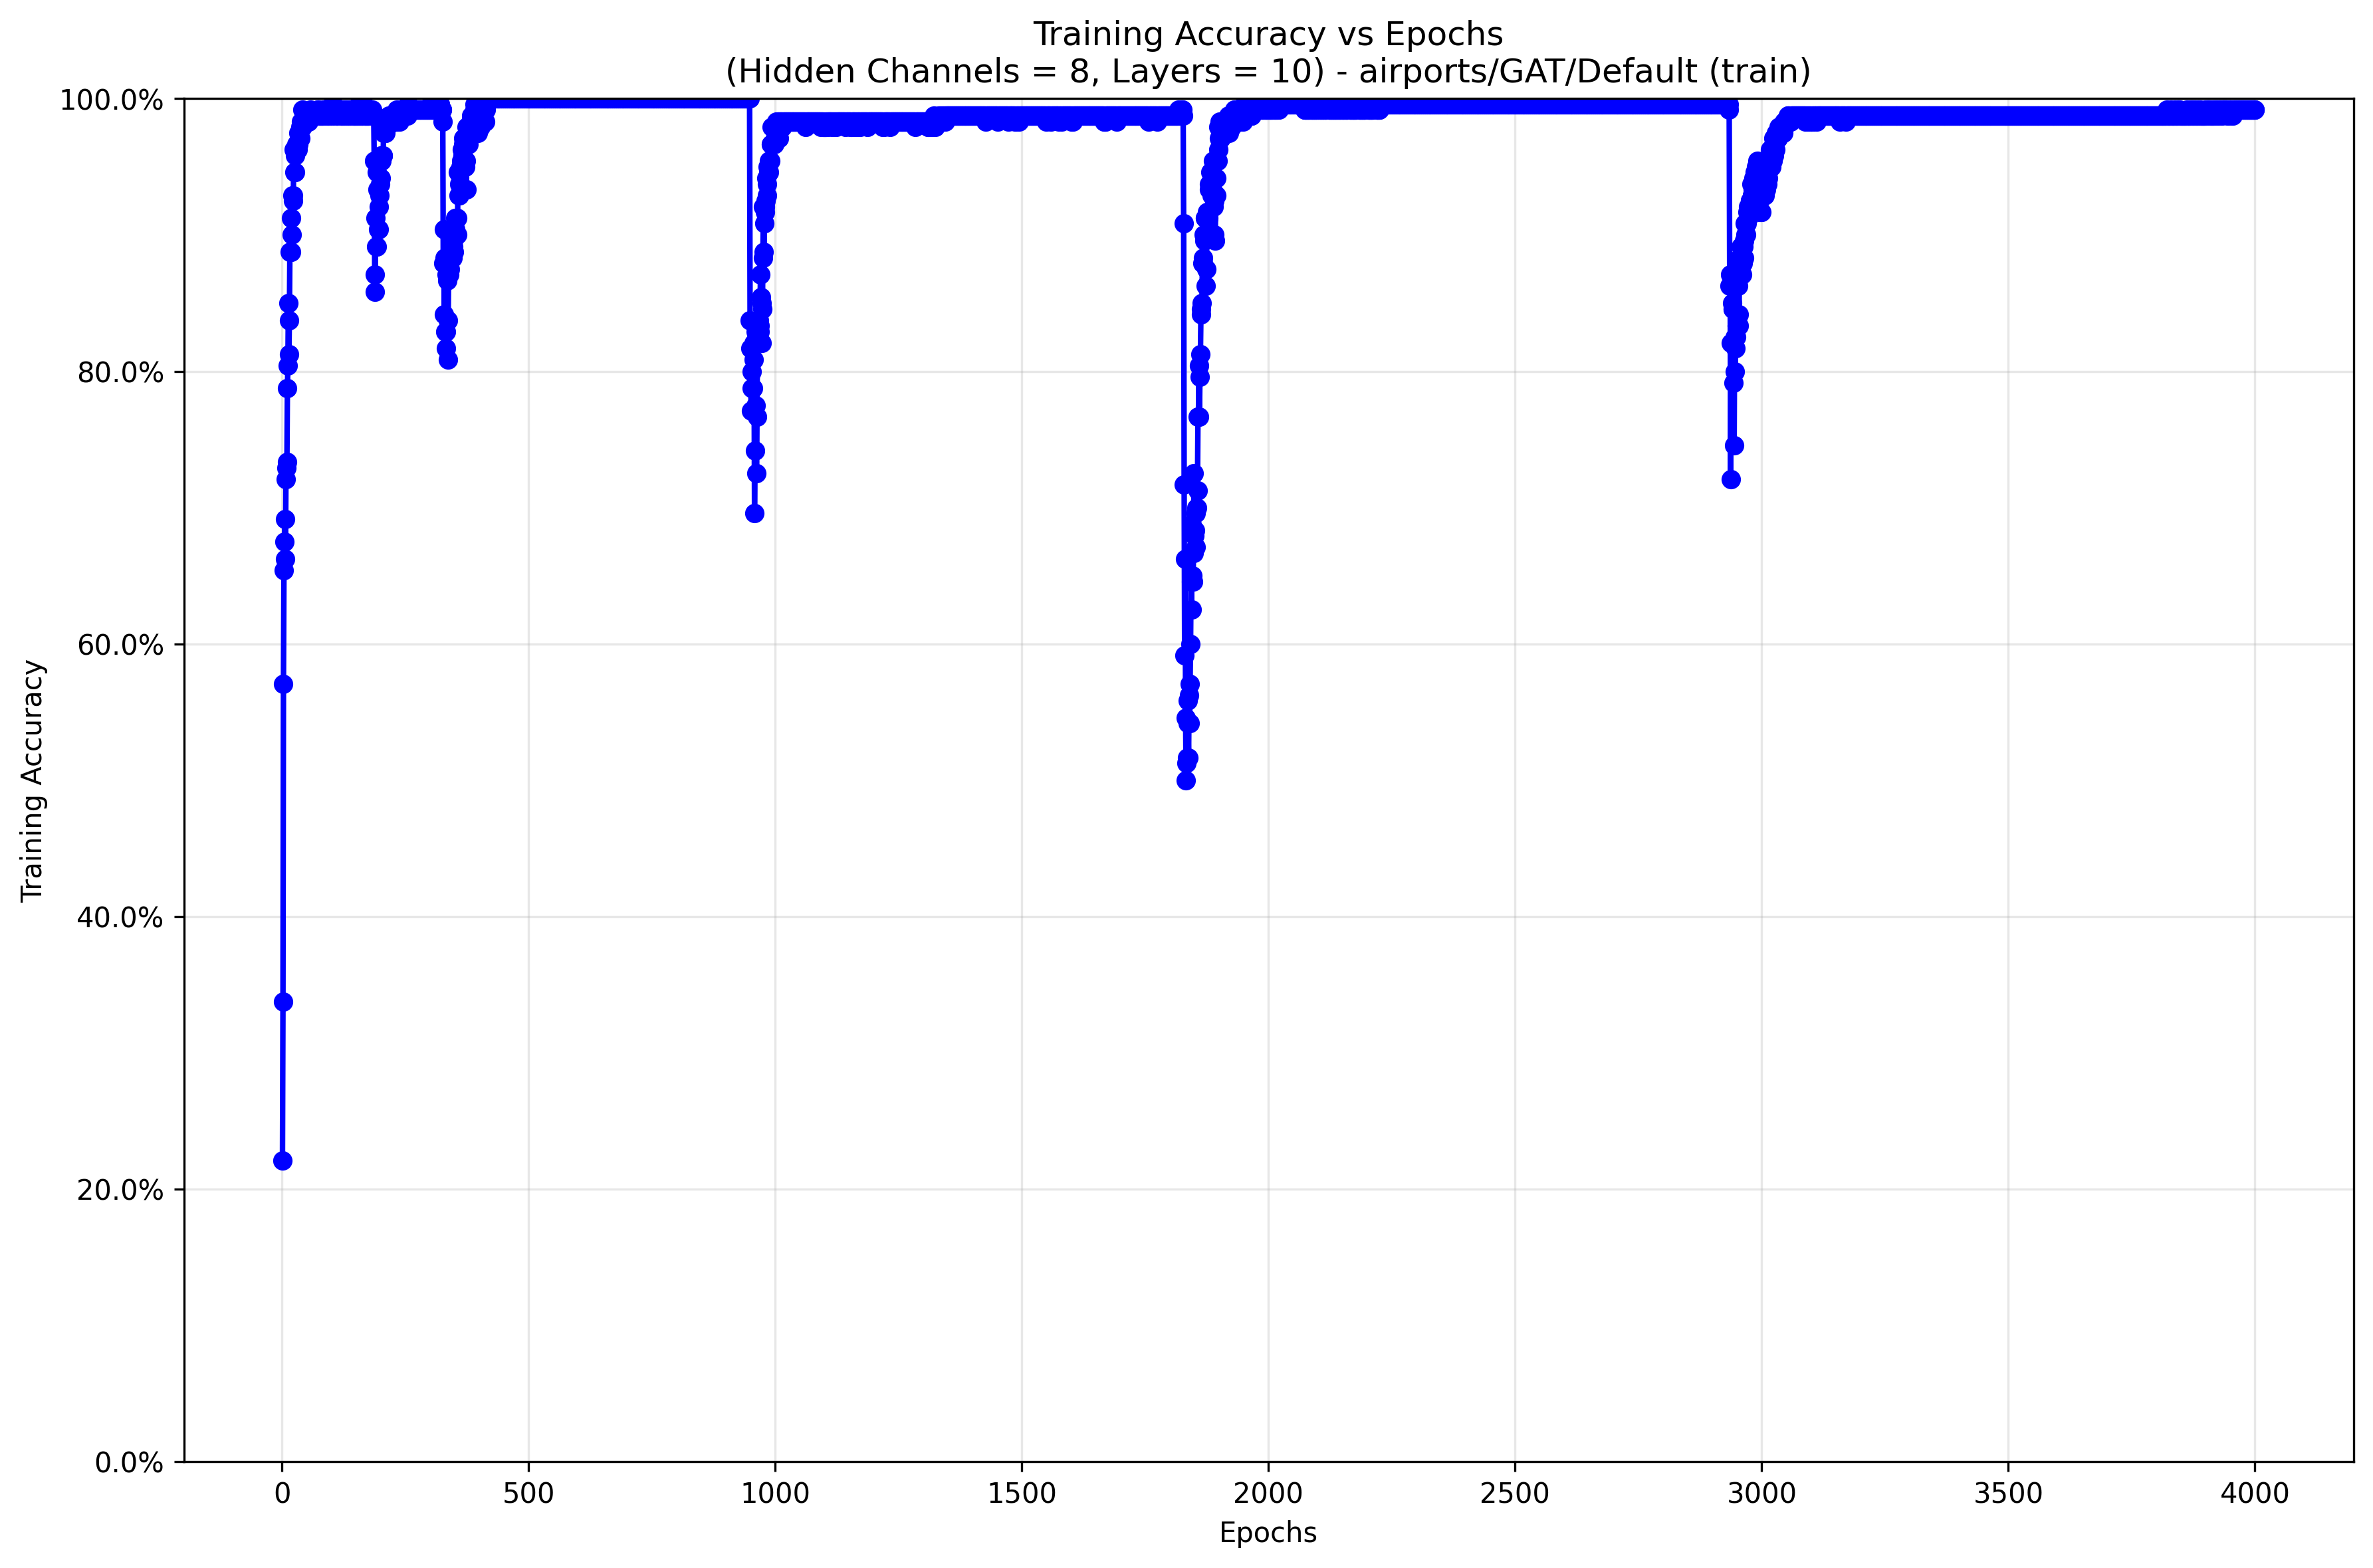 Training Accuracy vs Epochs
(Hidden Channels = 8, Layers = 10) - airports/GAT/Default (train)
100.0%
80.0%
60.0%
40.0%
20.0%
0.0%
Training Accuracy
0 500 1000 1500 2000 2500 3000 3500 4000
Epochs